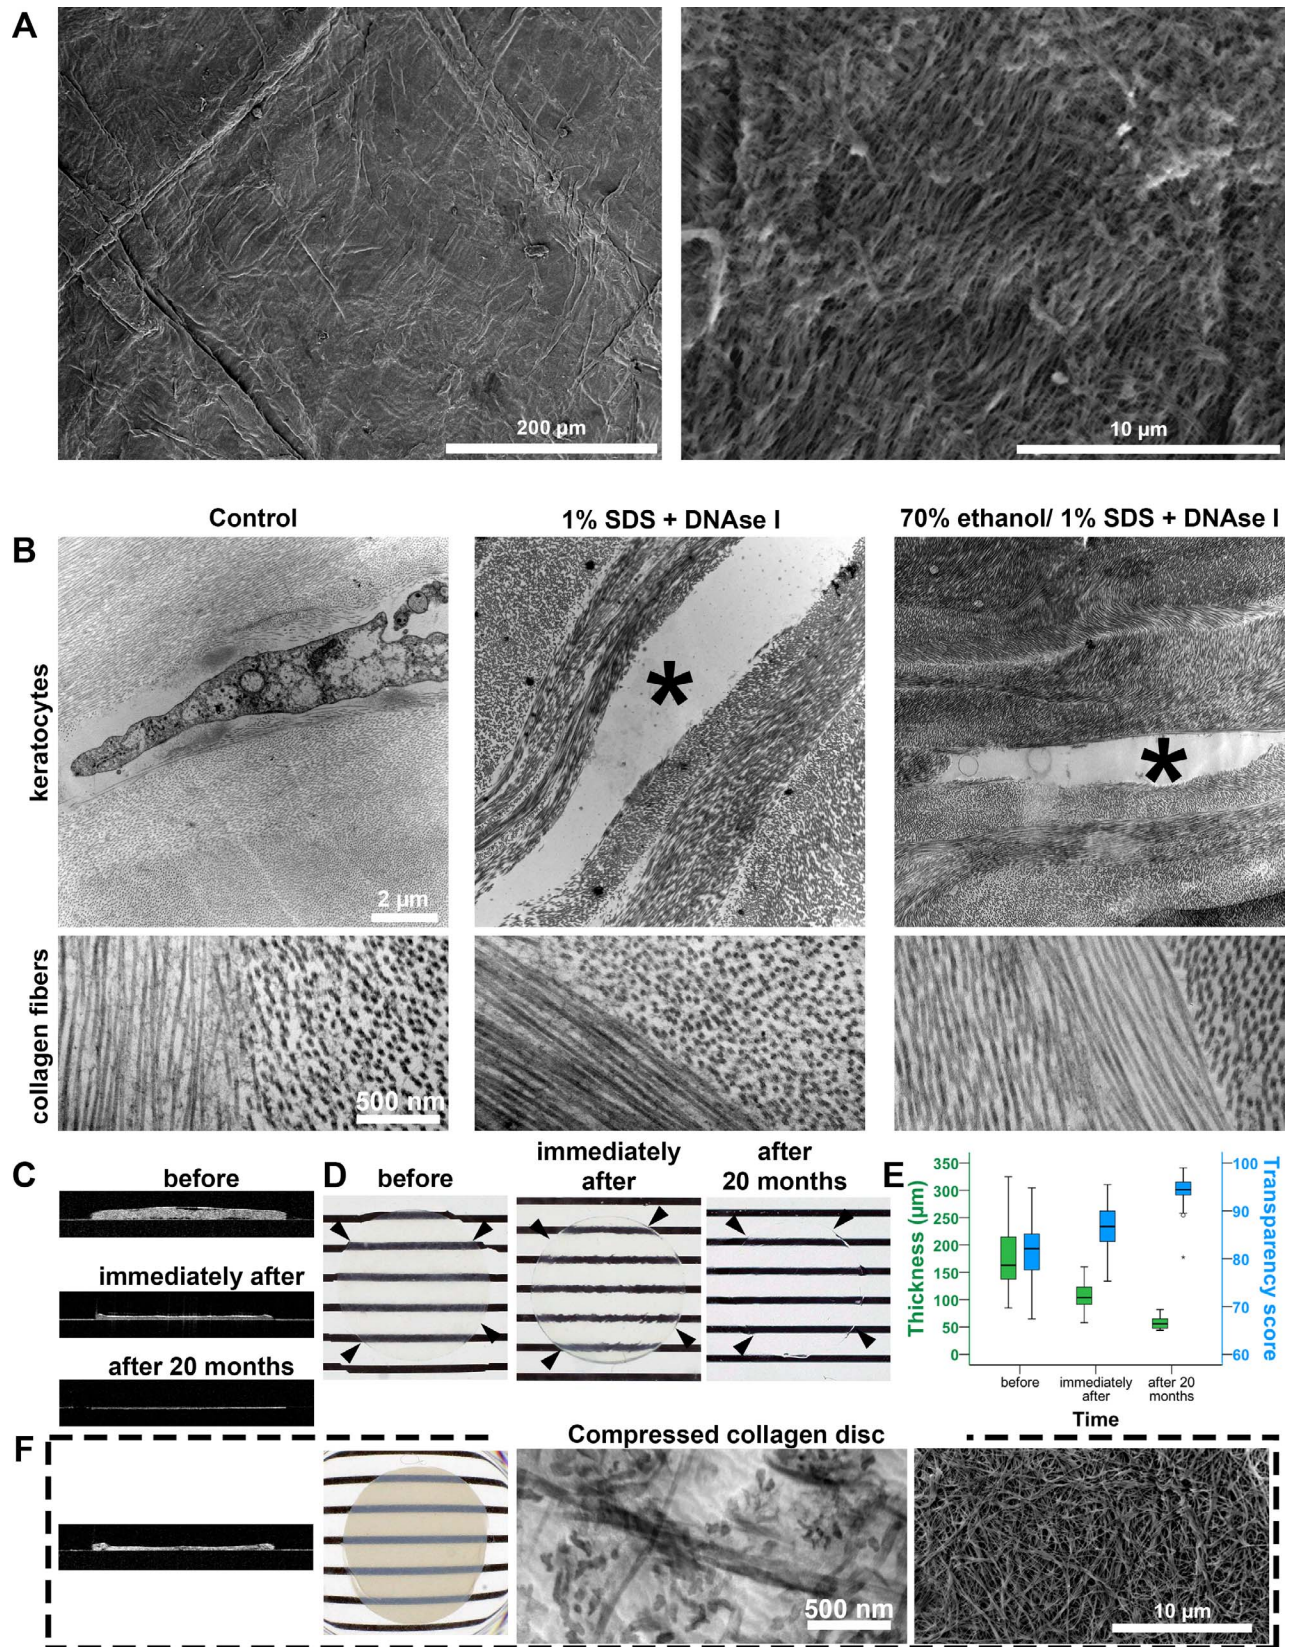 A
200 µm
10 µm
B
Control
1% SDS + DNAse I
70% ethanol/ 1% SDS + DNAse I
keratocytes
*
*
2 µm
collagen fibers
500 nm
C
before
immediately after
after 20 months
D
before
immediately
after
after
20 months
E
Thickness (µm)
350
300
250
200
150
100
50
0
100
90
80
70
60
Transparency score
before
immediately
after
after 20
months
Time
F
Compressed collagen disc
500 nm
10 µm